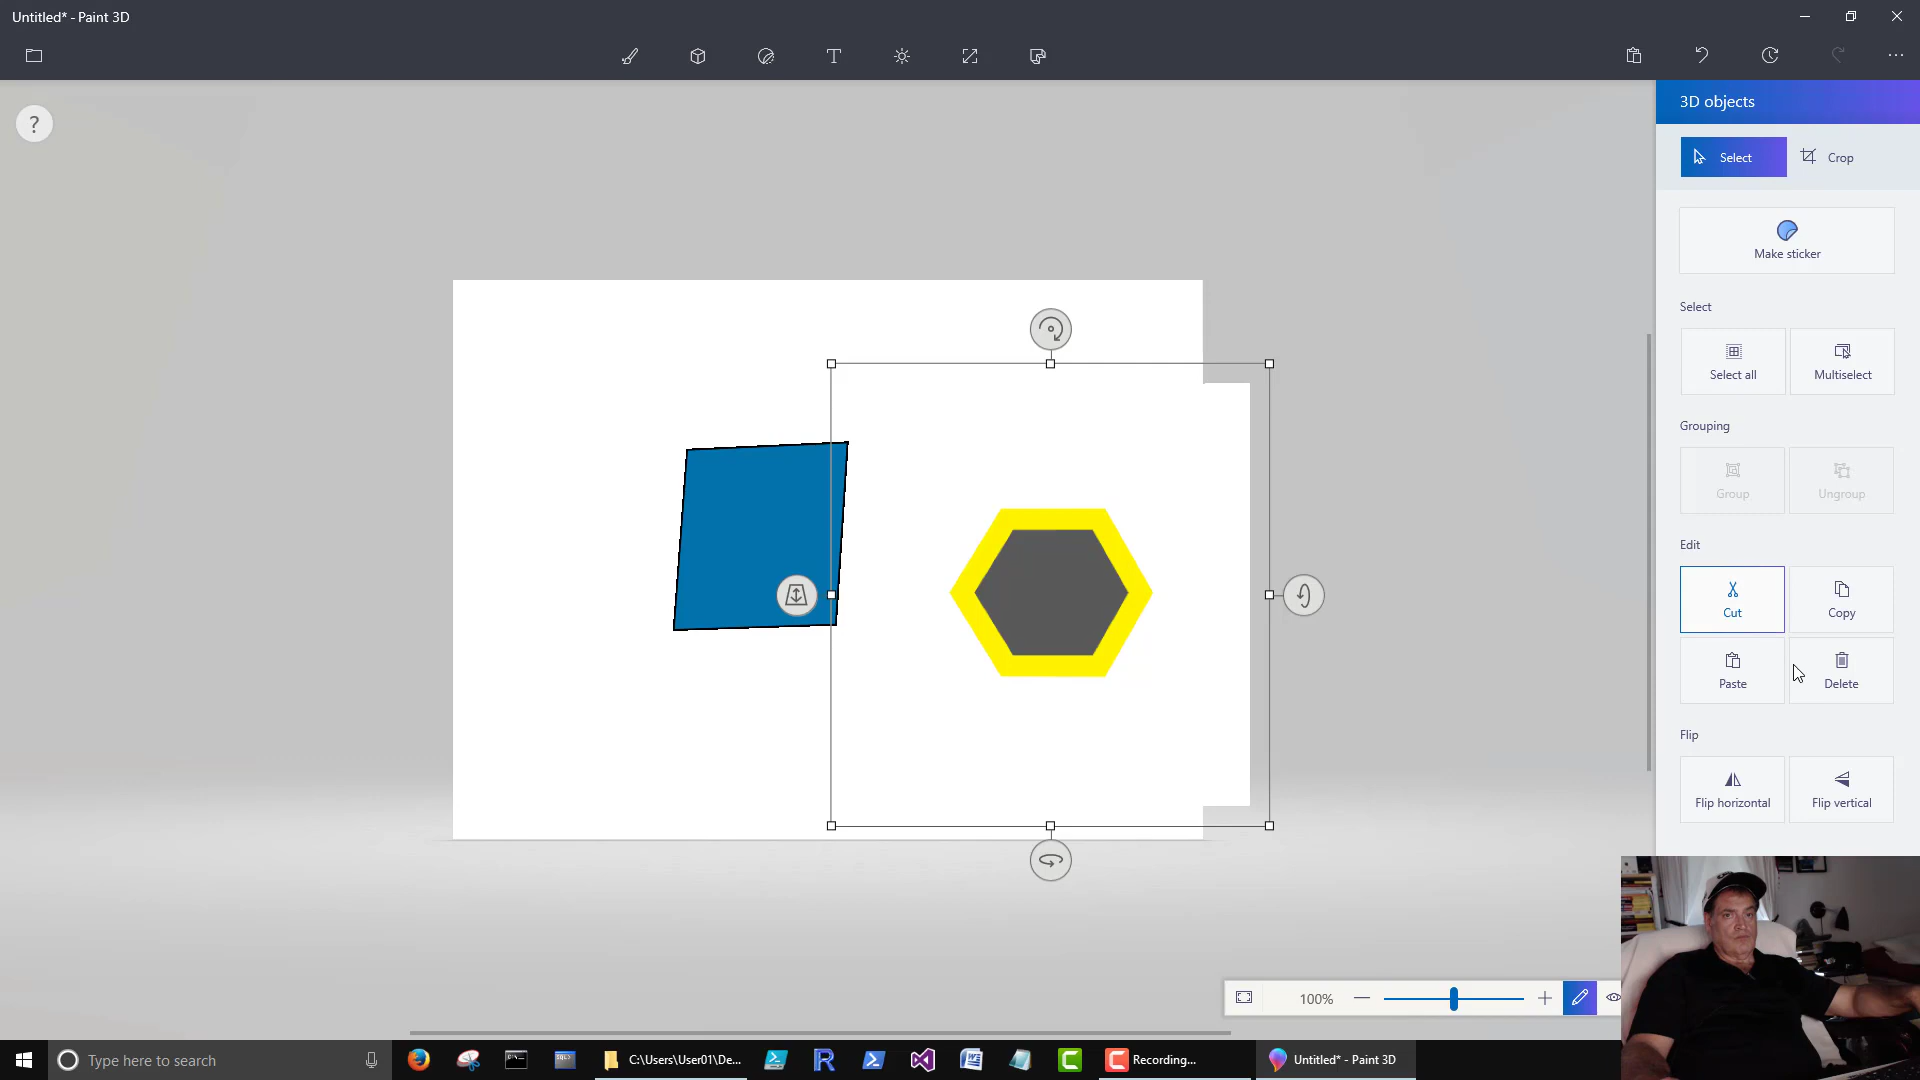 Untitled* - Paint 3D
?
3D objects
Select
Crop
Make sticker
Select
Select all
Multiselect
Grouping
Group
Ungroup
Edit
Cut
Copy
Paste
Delete
Flip
Flip horizontal
Flip vertical
100%
Type here to search
C:\Users\User01\De...
Recording...
Untitled* - Paint 3D